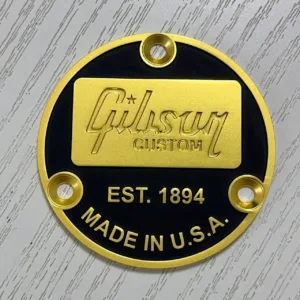 Gibson
CUSTOM
EST. 1894
MADE IN U.S.A.